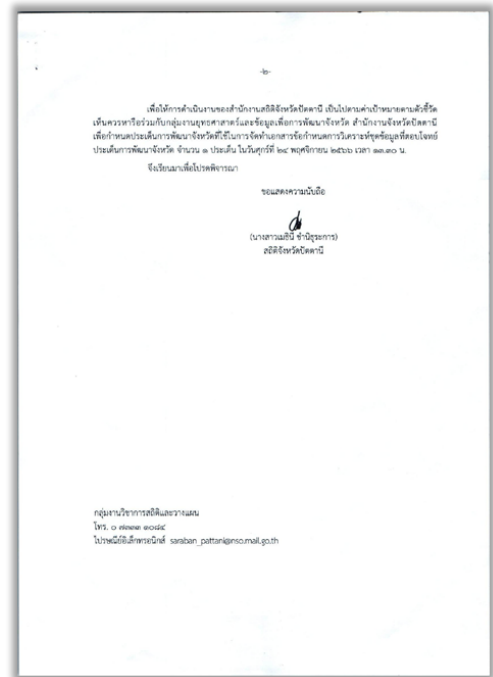 -๒-
เพื่อให้การดำเนินงานของสำนักงานสถิติจังหวัดปัตตานี เป็นไปตามค่าเป้าหมายตามตัวชี้วัด
เห็นควรหารือร่วมกับกลุ่มงานยุทธศาสตร์และข้อมูลเพื่อการพัฒนาจังหวัด สำนักงานจังหวัดปัตตานี
เพื่อกำหนดประเด็นการพัฒนาจังหวัดที่ใช้ในการจัดทำเอกสารข้อกำหนดการวิเคราะห์ชุดข้อมูลที่ตอบโจทย์
ประเด็นการพัฒนาจังหวัด จำนวน ๑ ประเด็น ในวันศุกร์ที่ ๒๔ พฤศจิกายน ๒๕๖๖ เวลา ๑๓.๓๐ น.
จึงเรียนมาเพื่อโปรดพิจารณา
ขอแสดงความนับถือ
(นางสาวเมธินี ชำนิธุระการ)
สถิติจังหวัดปัตตานี
กลุ่มงานวิชาการสถิติและวางแผน
โทร. ๐
ไปรษณีย์อิเล็กทรอนิกส์ saraban_pattani@nso.mail.go.th